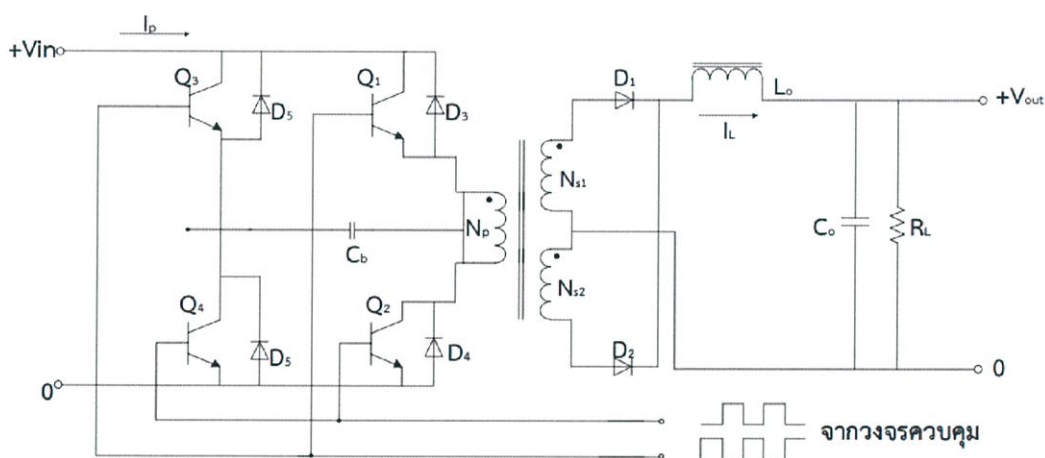 Ip
+Vin
Q3
Q1
D5
D3
D1
Lo
+Vout
IL
Ns1
Np
Cb
Co
RL
Ns2
Q4
Q2
D5
D4
D2
0
0
จากวงจรควบคุม